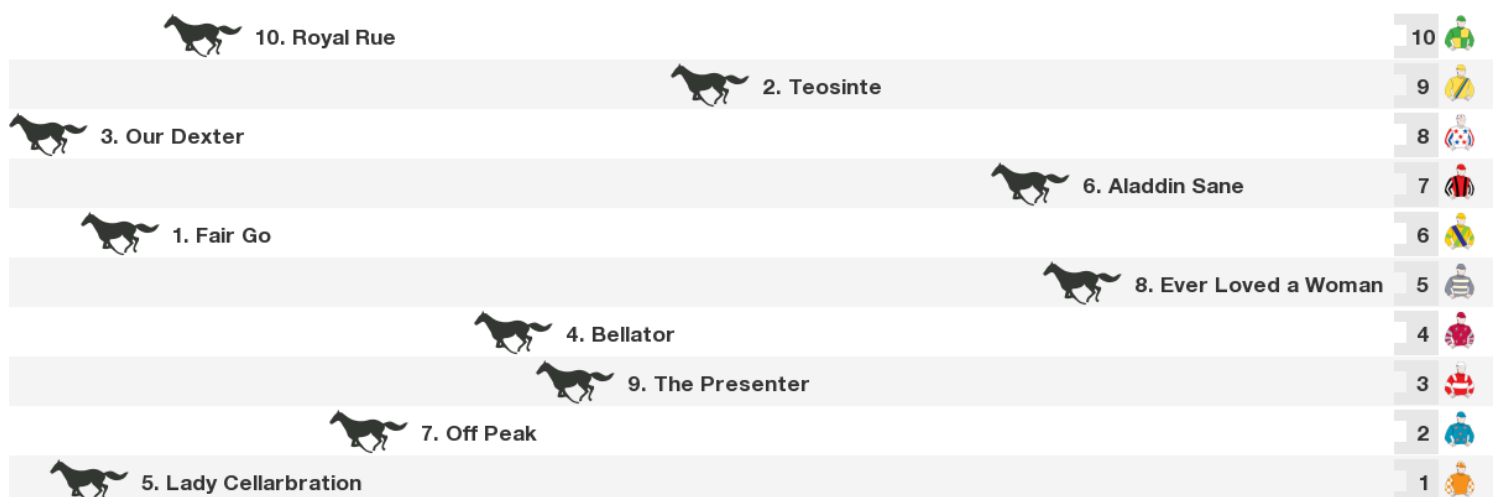 10. Royal Rue 10
2. Teosinte 9
3. Our Dexter 8
6. Aladdin Sane 7
1. Fair Go 6
8. Ever Loved a Woman 5
4. Bellator 4
9. The Presenter 3
7. Off Peak 2
5. Lady Cellarbration 1